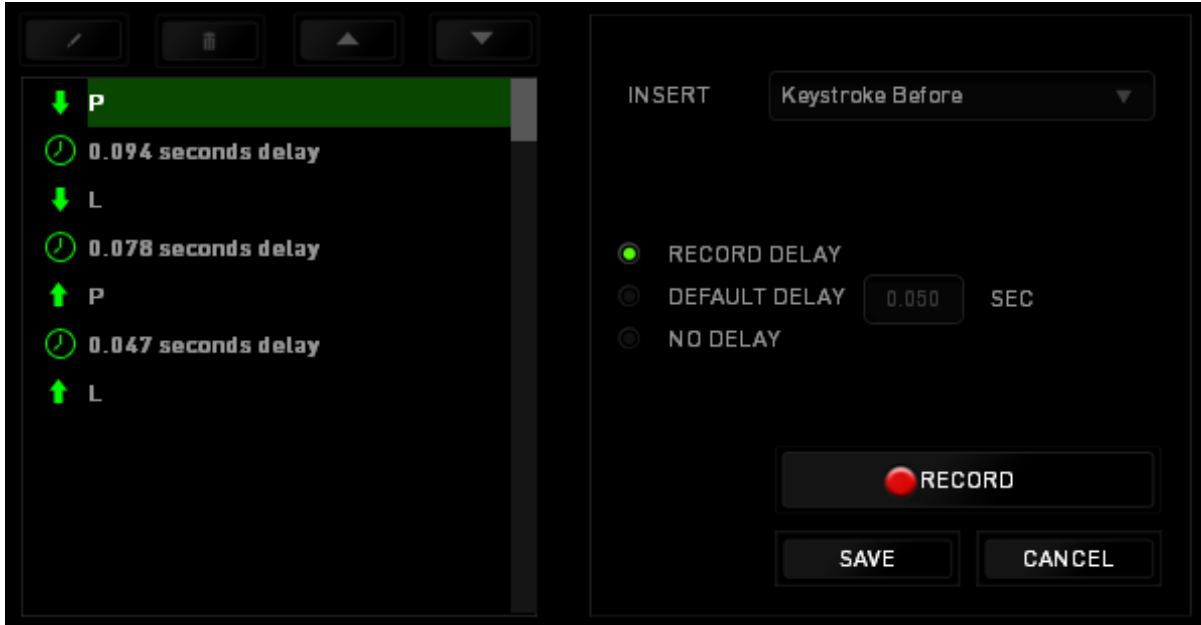 P
0.094 seconds delay
L
0.078 seconds delay
P
0.047 seconds delay
L
INSERT Keystroke Before
RECORD DELAY
DEFAULT DELAY 0.050 SEC
NO DELAY
RECORD
SAVE CANCEL